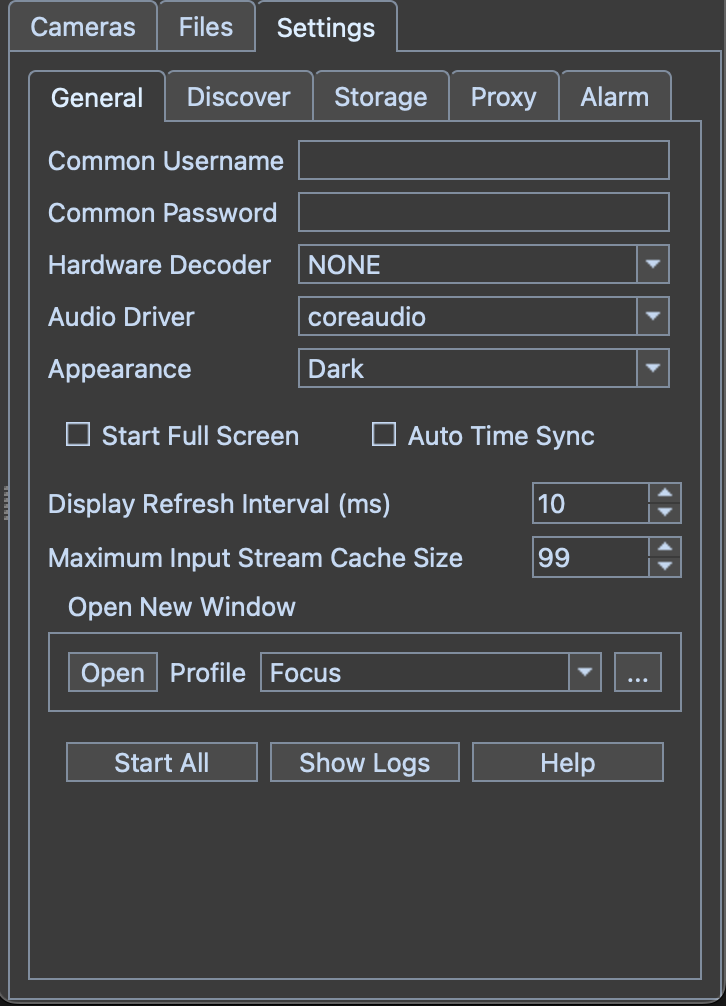 Cameras Files Settings
General Discover Storage Proxy Alarm
Common Username
Common Password
Hardware Decoder NONE
Audio Driver coreaudio
Appearance Dark
Start Full Screen Auto Time Sync
Display Refresh Interval (ms) 10
Maximum Input Stream Cache Size 99
Open New Window
Open Profile Focus ...
Start All Show Logs Help